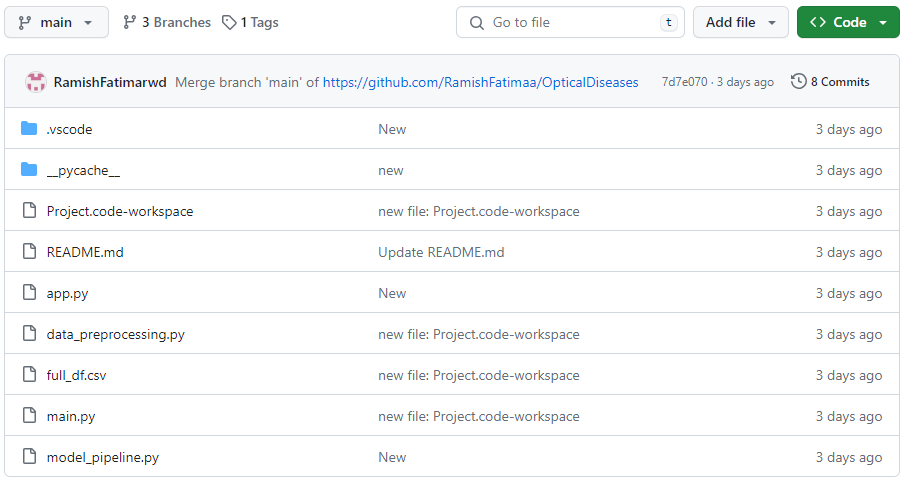 main 3 Branches 1 Tags Go to file t Add file Code
RamishFatimarwd Merge branch 'main' of https://github.com/RamishFatimaa/OpticalDiseases 7d7e070 · 3 days ago 8 Commits
.vscode New 3 days ago
__pycache__ new 3 days ago
Project.code-workspace new file: Project.code-workspace 3 days ago
README.md Update README.md 3 days ago
app.py New 3 days ago
data_preprocessing.py new file: Project.code-workspace 3 days ago
full_df.csv new file: Project.code-workspace 3 days ago
main.py new file: Project.code-workspace 3 days ago
model_pipeline.py New 3 days ago